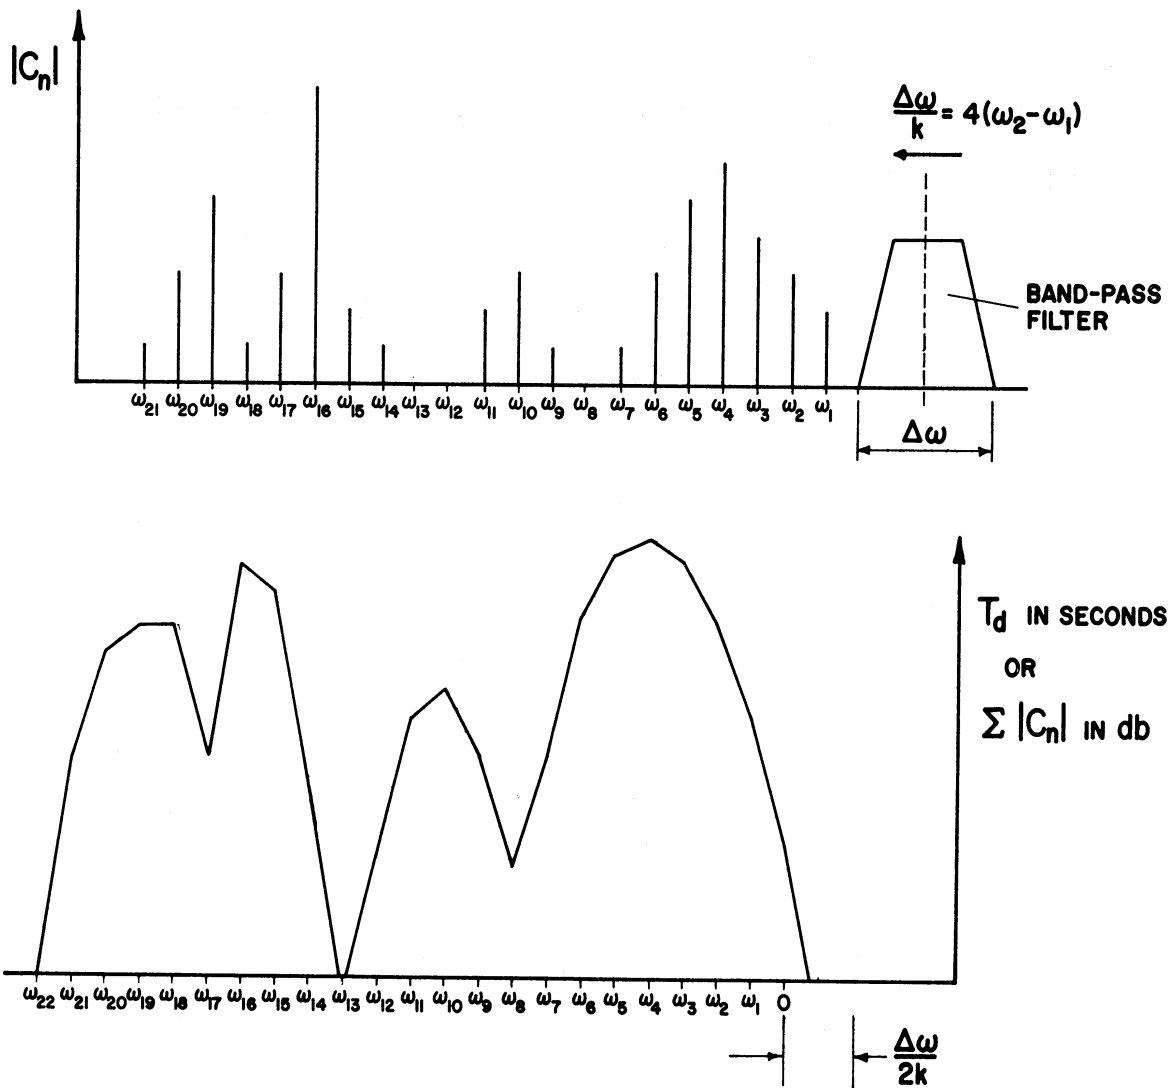 |Cₙ|
Δω/k = 4(ω₂-ω₁)
BAND-PASS
FILTER
ω₂₁ ω₂₀ ω₁₉ ω₁₈ ω₁₇ ω₁₆ ω₁₅ ω₁₄ ω₁₃ ω₁₂ ω₁₁ ω₁₀ ω₉ ω₈ ω₇ ω₆ ω₅ ω₄ ω₃ ω₂ ω₁
Δω
T_d IN SECONDS
OR
Σ |Cₙ| IN db
ω₂₂ ω₂₁ ω₂₀ ω₁₉ ω₁₈ ω₁₇ ω₁₆ ω₁₅ ω₁₄ ω₁₃ ω₁₂ ω₁₁ ω₁₀ ω₉ ω₈ ω₇ ω₆ ω₅ ω₄ ω₃ ω₂ ω₁ 0
Δω/2k